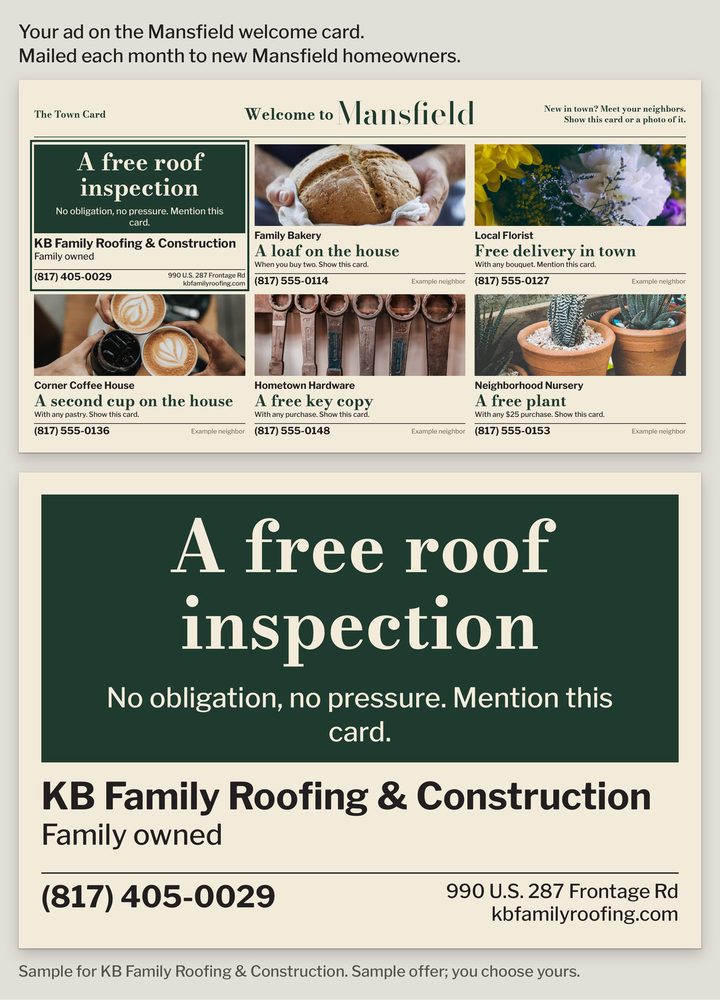 Your ad on the Mansfield welcome card.
Mailed each month to new Mansfield homeowners.
The Town Card
Welcome to Mansfield
New in town? Meet your neighbors.
Show this card or a photo of it.
A free roof
inspection
No obligation, no pressure. Mention this
card.
KB Family Roofing & Construction
Family owned
(817) 405-0029
990 U.S. 287 Frontage Rd
kbfamilyroofing.com
Family Bakery
A loaf on the house
When you buy two. Show this card.
(817) 555-0114
Example neighbor
Local Florist
Free delivery in town
With any bouquet. Mention this card.
(817) 555-0127
Example neighbor
Corner Coffee House
A second cup on the house
With any pastry. Show this card.
(817) 555-0136
Example neighbor
Hometown Hardware
A free key copy
With any purchase. Show this card.
(817) 555-0148
Example neighbor
Neighborhood Nursery
A free plant
With any $25 purchase. Show this card.
(817) 555-0153
Example neighbor
A free roof
inspection
No obligation, no pressure. Mention this
card.
KB Family Roofing & Construction
Family owned
(817) 405-0029
990 U.S. 287 Frontage Rd
kbfamilyroofing.com
Sample for KB Family Roofing & Construction. Sample offer; you choose yours.